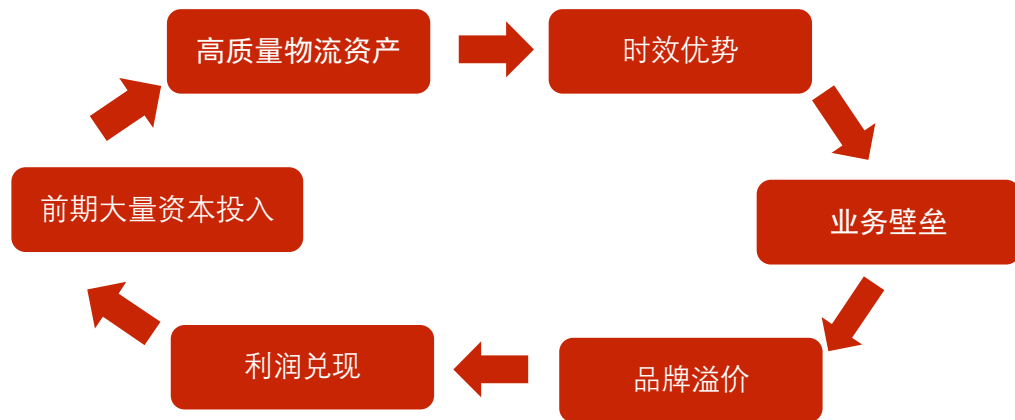 高质量物流资产
时效优势
前期大量资本投入
业务壁垒
利润兑现
品牌溢价